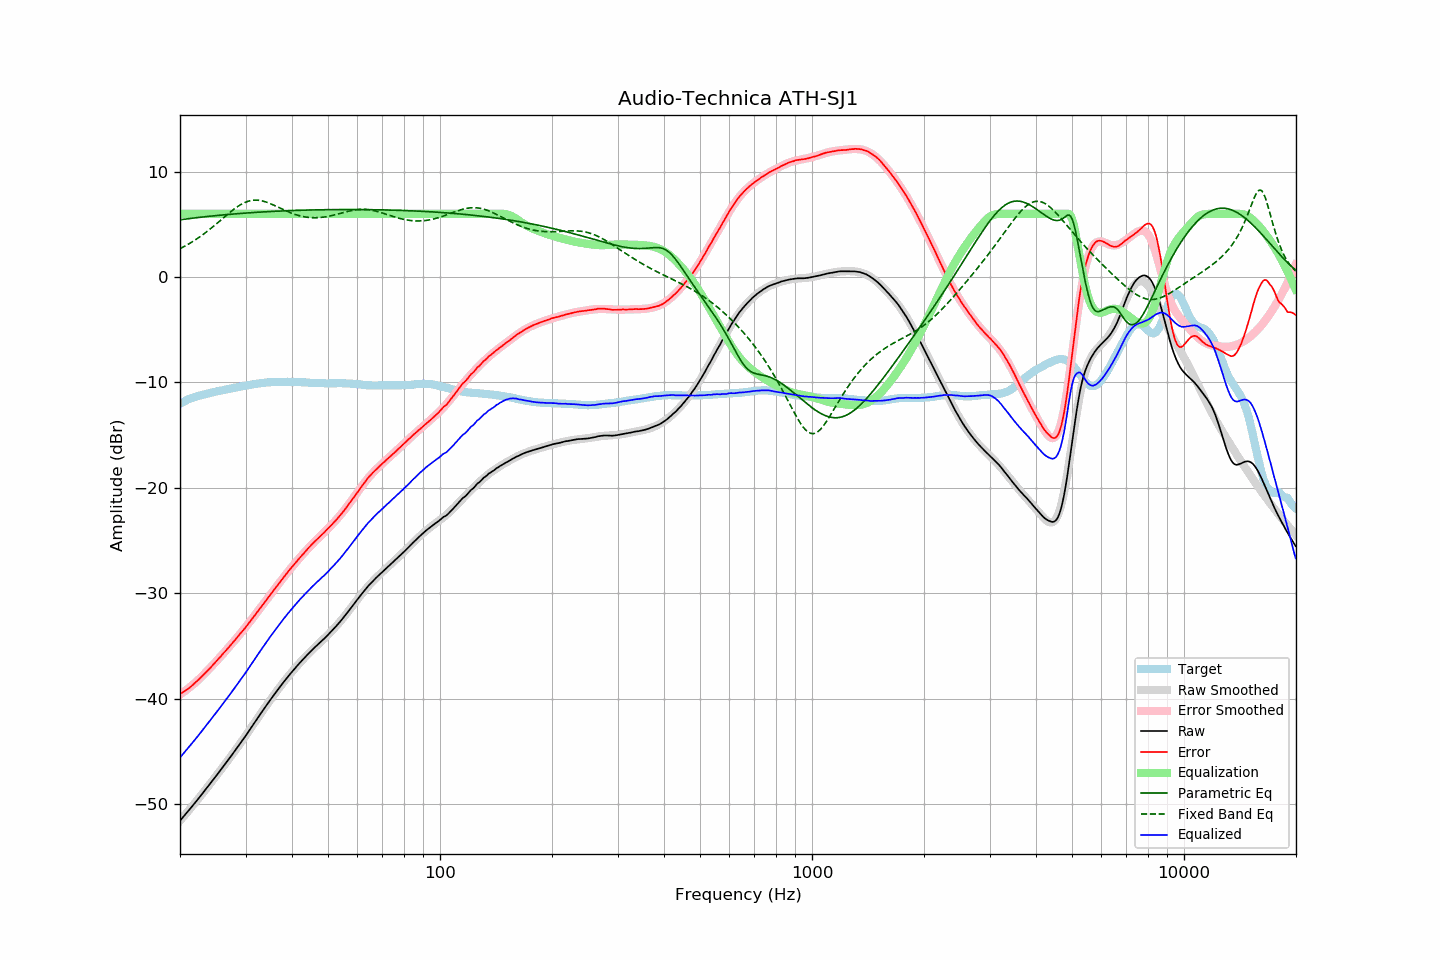 Audio-Technica ATH-SJ1
10
0
−10
−20
−30
−40
−50
Amplitude (dBr)
100
1000
10000
Frequency (Hz)
Target
Raw Smoothed
Error Smoothed
Raw
Error
Equalization
Parametric Eq
Fixed Band Eq
Equalized